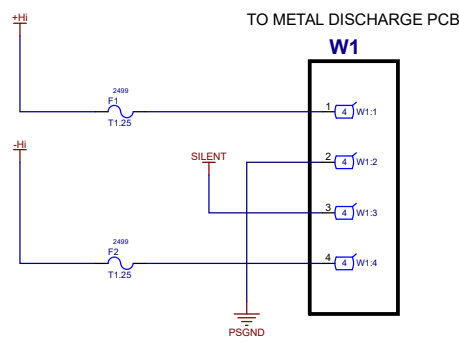 +Hi
TO METAL DISCHARGE PCB
W1
2499
F1
T1.25
1
4
W1:1
-Hi
SILENT
2
4
W1:2
3
4
W1:3
2499
F2
T1.25
4
4
W1:4
PSGND